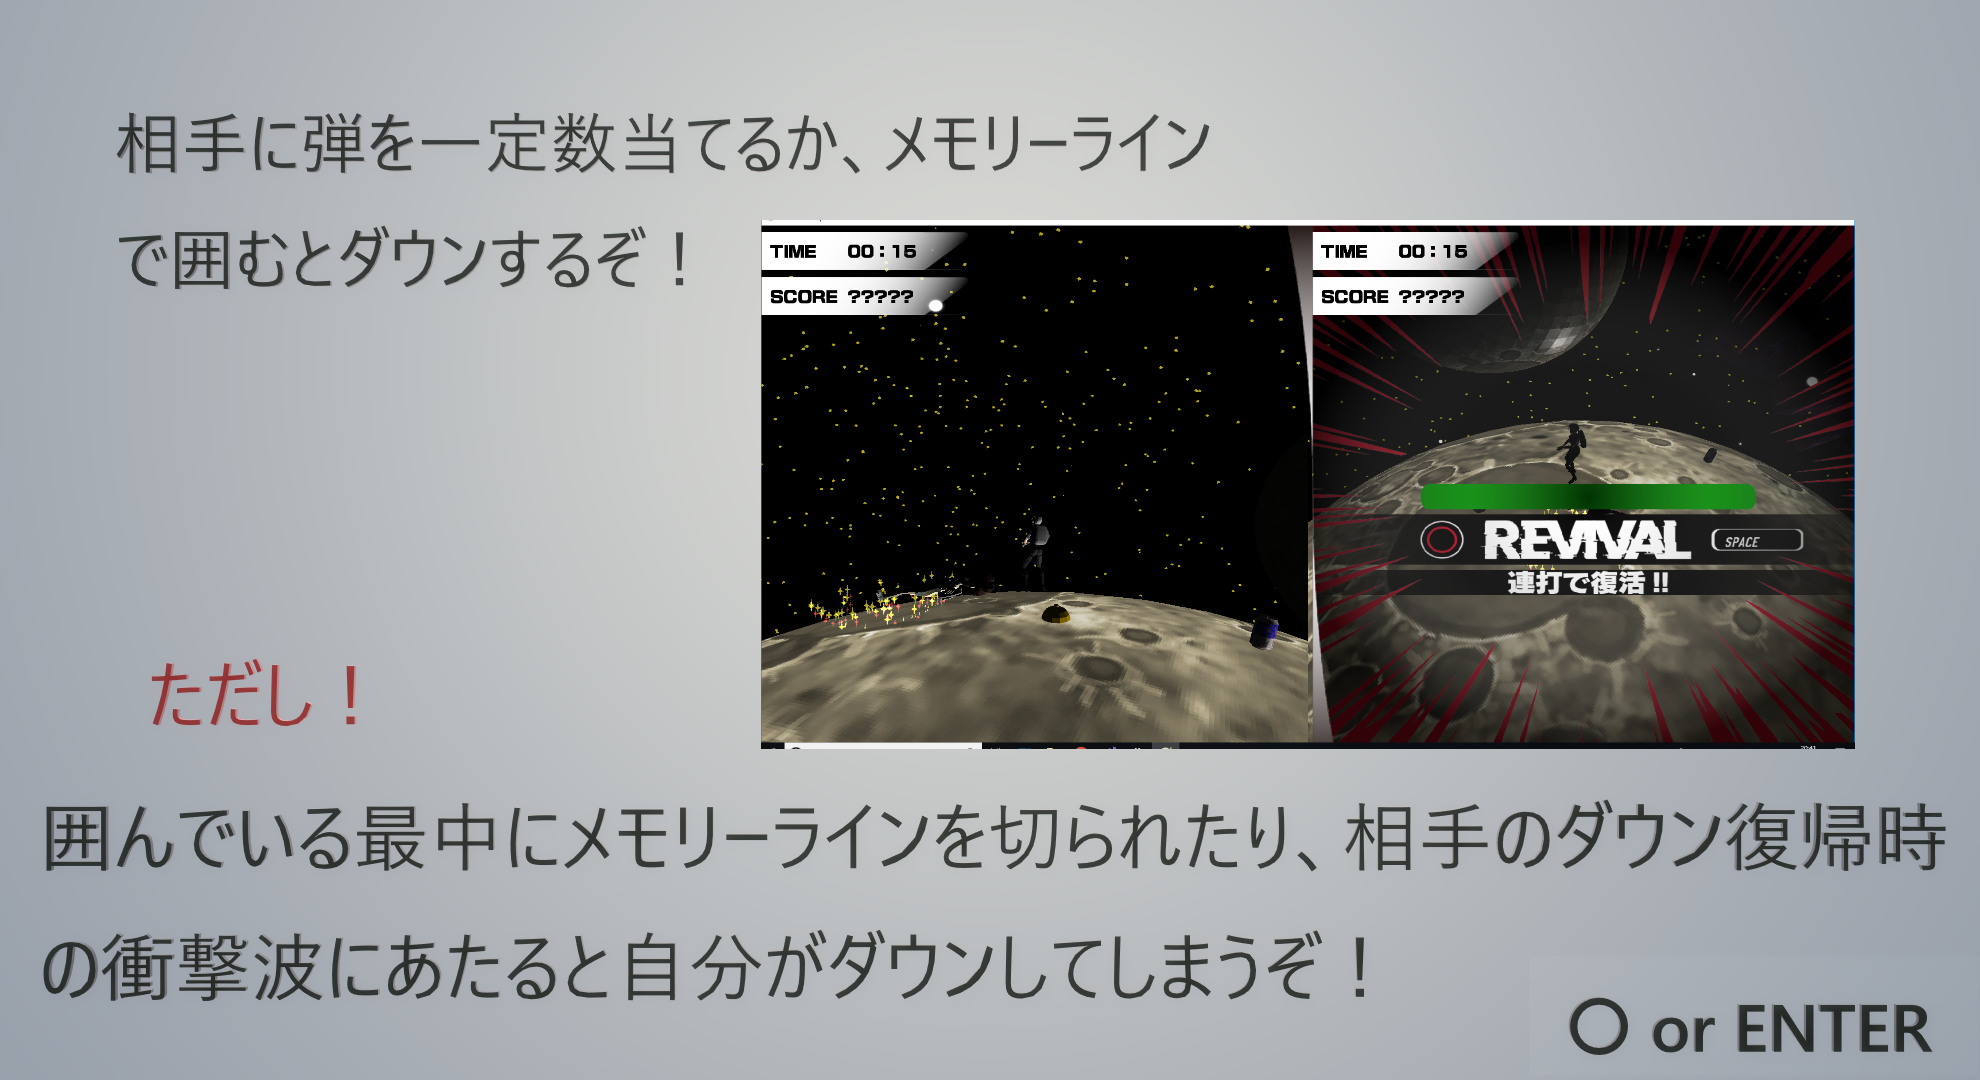 相手に弾を一定数当てるか、メモリーライン
で囲むとダウンするぞ！
TIME 00:15
SCORE ?????
TIME 00:15
SCORE ?????
REVIVAL SPACE
連打で復活!!
ただし！
囲んでいる最中にメモリーラインを切られたり、相手のダウン復帰時
の衝撃波にあたると自分がダウンしてしまうぞ！
〇 or ENTER